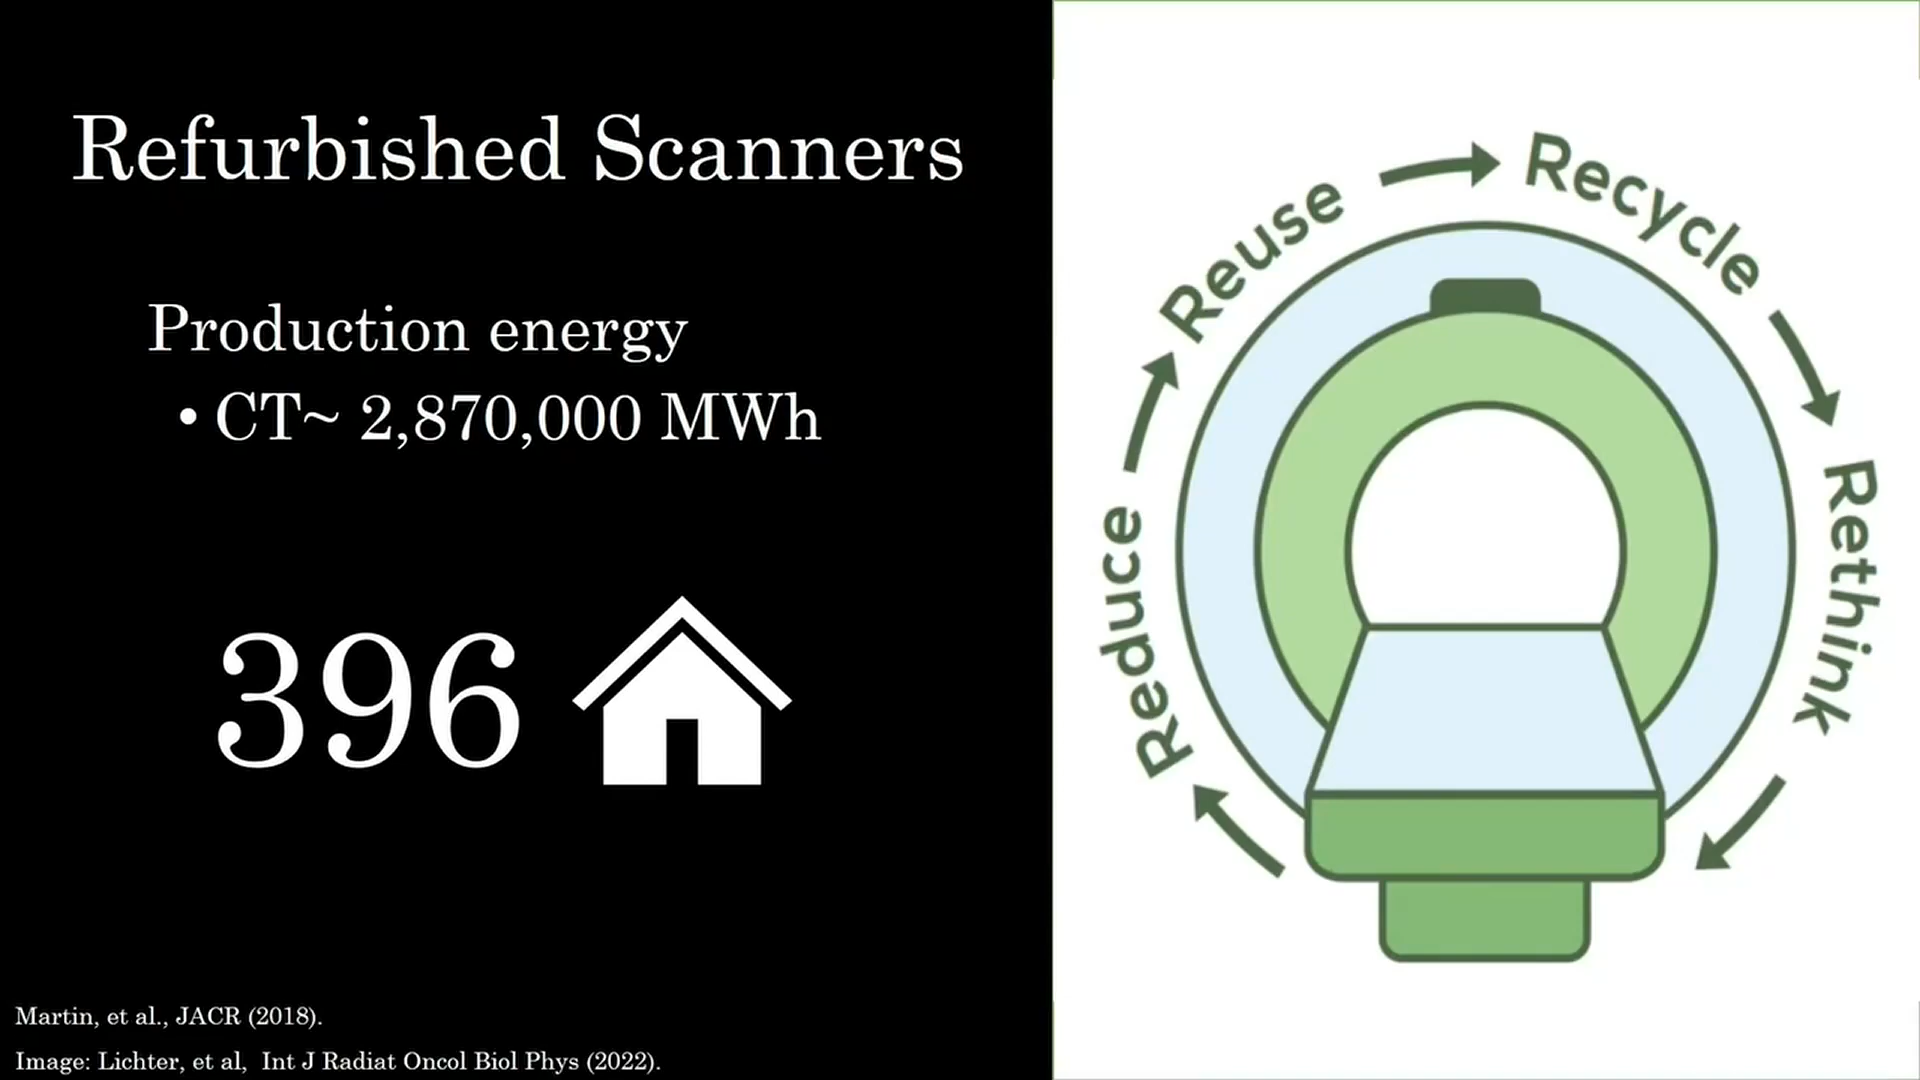 Refurbished Scanners
Production energy
• CT~ 2,870,000 MWh
396
Martin, et al., JACR (2018).
Image: Lichter, et al, Int J Radiat Oncol Biol Phys (2022).
Reduce
Reuse
Recycle
Rethink